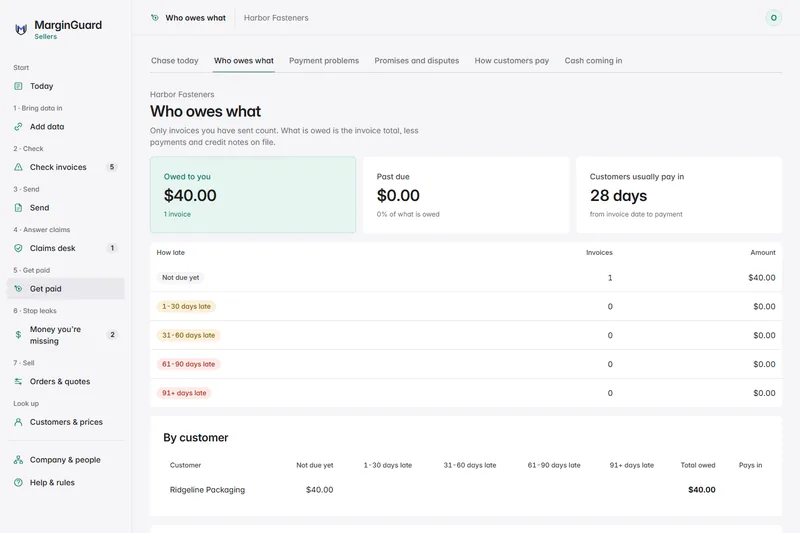 MarginGuard
Sellers
Start
Today
1 · Bring data in
Add data
2 · Check
Check invoices 5
3 · Send
Send
4 · Answer claims
Claims desk 1
5 · Get paid
Get paid
6 · Stop leaks
Money you're
missing 2
7 · Sell
Orders & quotes
Look up
Customers & prices
Company & people
Help & rules
Who owes what Harbor Fasteners O
Chase today Who owes what Payment problems Promises and disputes How customers pay Cash coming in
Harbor Fasteners
Who owes what
Only invoices you have sent count. What is owed is the invoice total, less
payments and credit notes on file.
Owed to you
$40.00
1 invoice
Past due
$0.00
0% of what is owed
Customers usually pay in
28 days
from invoice date to payment
How late Invoices Amount
Not due yet 1 $40.00
1-30 days late 0 $0.00
31-60 days late 0 $0.00
61-90 days late 0 $0.00
91+ days late 0 $0.00
By customer
Customer Not due yet 1-30 days late 31-60 days late 61-90 days late 91+ days late Total owed Pays in
Ridgeline Packaging $40.00 $40.00